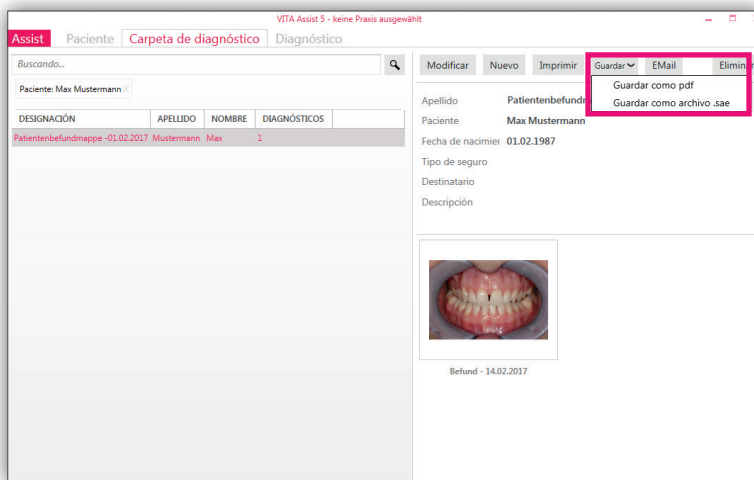 VITA Assist 5 - keine Praxis ausgewählt
Assist Paciente Carpeta de diagnóstico Diagnóstico
Buscando...
Paciente: Max Mustermann X
DESIGNACIÓN APELLIDO NOMBRE DIAGNÓSTICOS
Patientenbefundmappe -01.02.2017 Mustermann Max 1
Modificar Nuevo Imprimir Guardar EMail Eliminar
Guardar como pdf
Guardar como archivo .sae
Apellido
Paciente Max Mustermann
Fecha de nacimier 01.02.1987
Tipo de seguro
Destinatario
Descripción
Befund - 14.02.2017